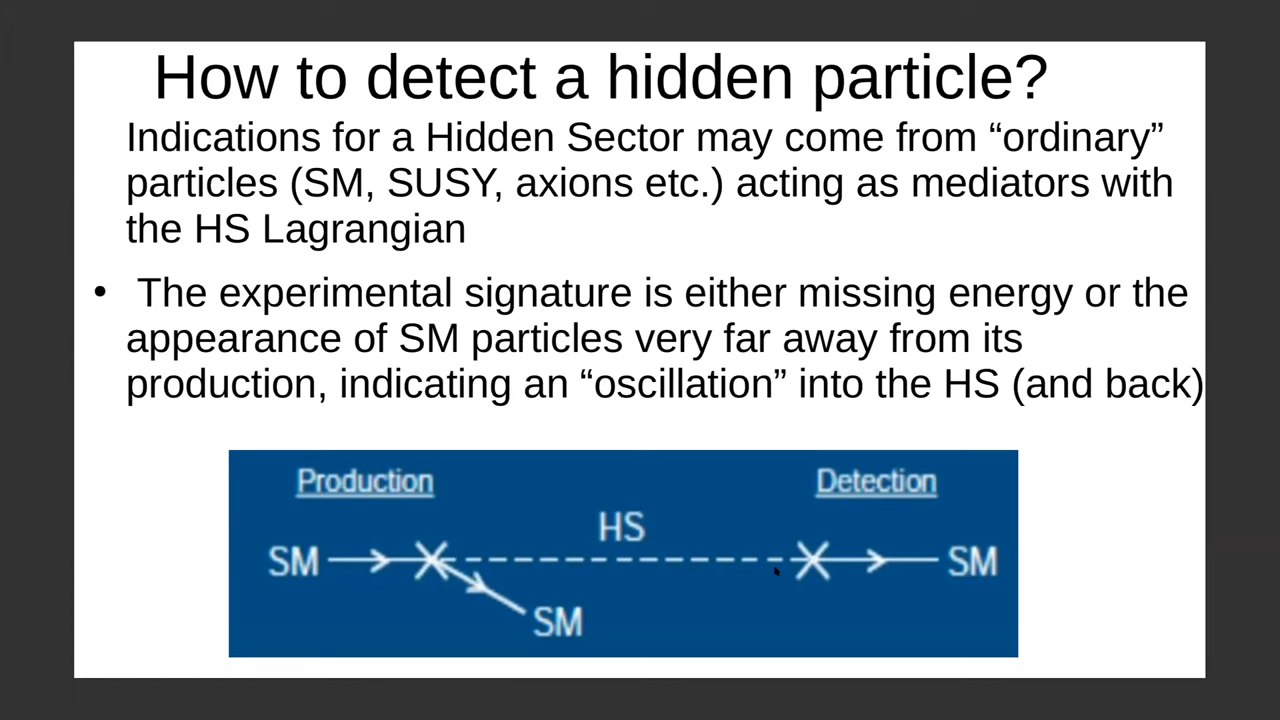 How to detect a hidden particle?
Indications for a Hidden Sector may come from “ordinary”
particles (SM, SUSY, axions etc.) acting as mediators with
the HS Lagrangian
• The experimental signature is either missing energy or the
appearance of SM particles very far away from its
production, indicating an “oscillation” into the HS (and back)
Production Detection
HS
SM SM
SM